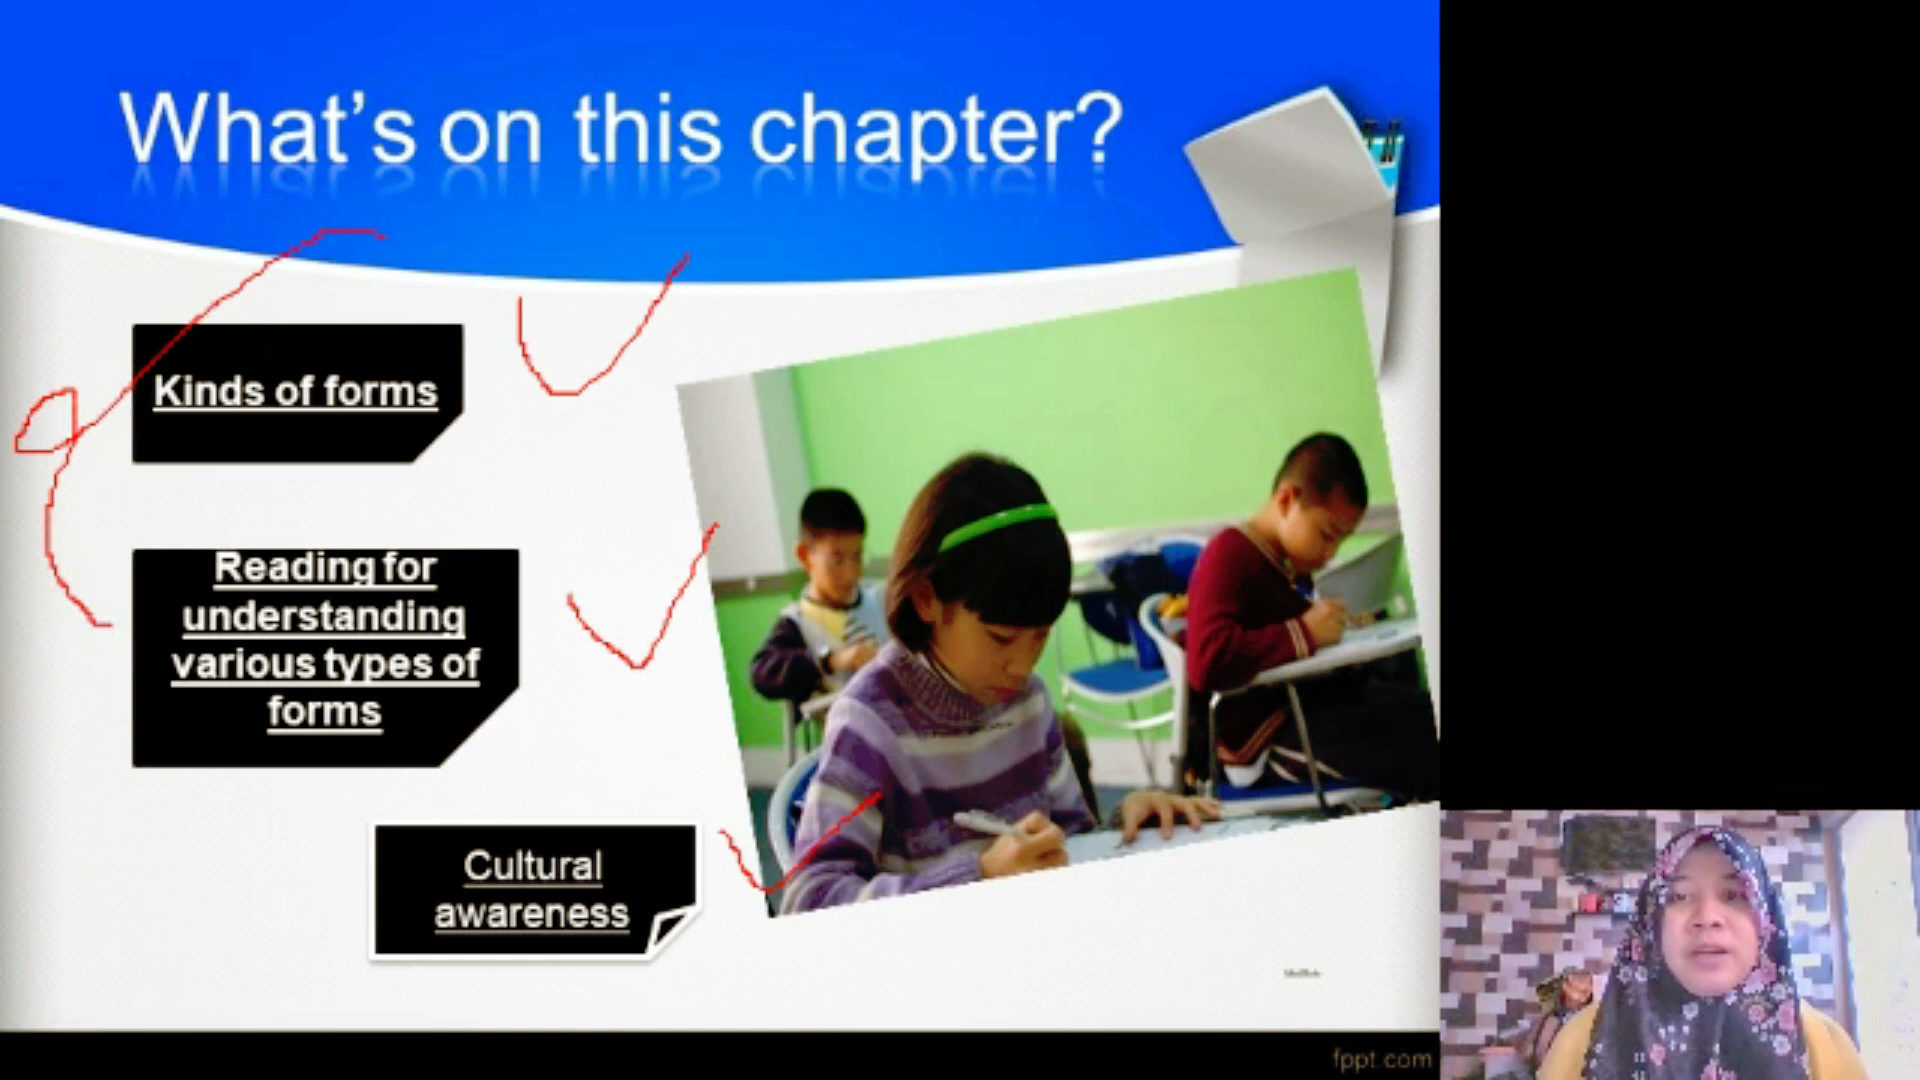 What's on this chapter?
Kinds of forms
Reading for
understanding
various types of
forms
Cultural
awareness
fppt.com